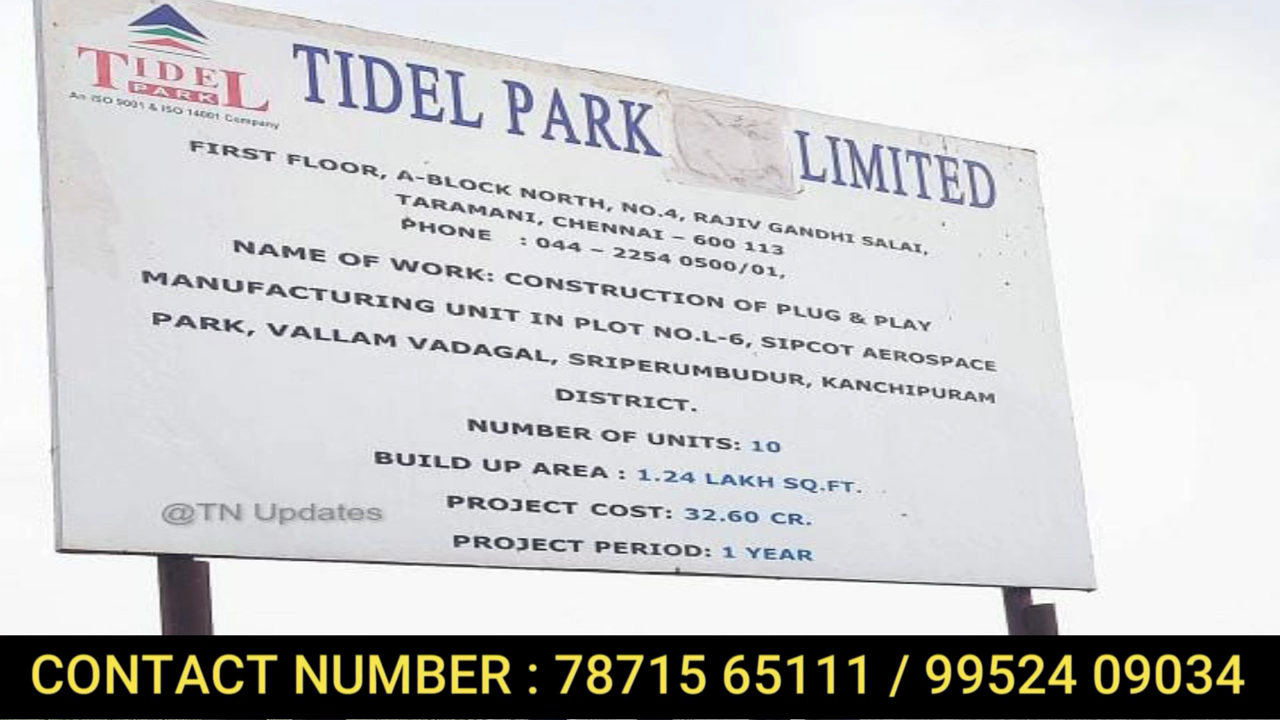 TIDEL
PARK
An ISO 9001 & ISO 14001 Company
TIDEL PARK LIMITED
FIRST FLOOR, A-BLOCK NORTH, NO.4, RAJIV GANDHI SALAI,
TARAMANI, CHENNAI – 600 113
PHONE : 044 – 2254 0500/01,
NAME OF WORK: CONSTRUCTION OF PLUG & PLAY
MANUFACTURING UNIT IN PLOT NO.L-6, SIPCOT AEROSPACE
PARK, VALLAM VADAGAL, SRIPERUMBUDUR, KANCHIPURAM
DISTRICT.
NUMBER OF UNITS: 10
BUILD UP AREA : 1.24 LAKH SQ.FT.
PROJECT COST: 32.60 CR.
PROJECT PERIOD: 1 YEAR
@TN Updates
CONTACT NUMBER : 78715 65111 / 99524 09034